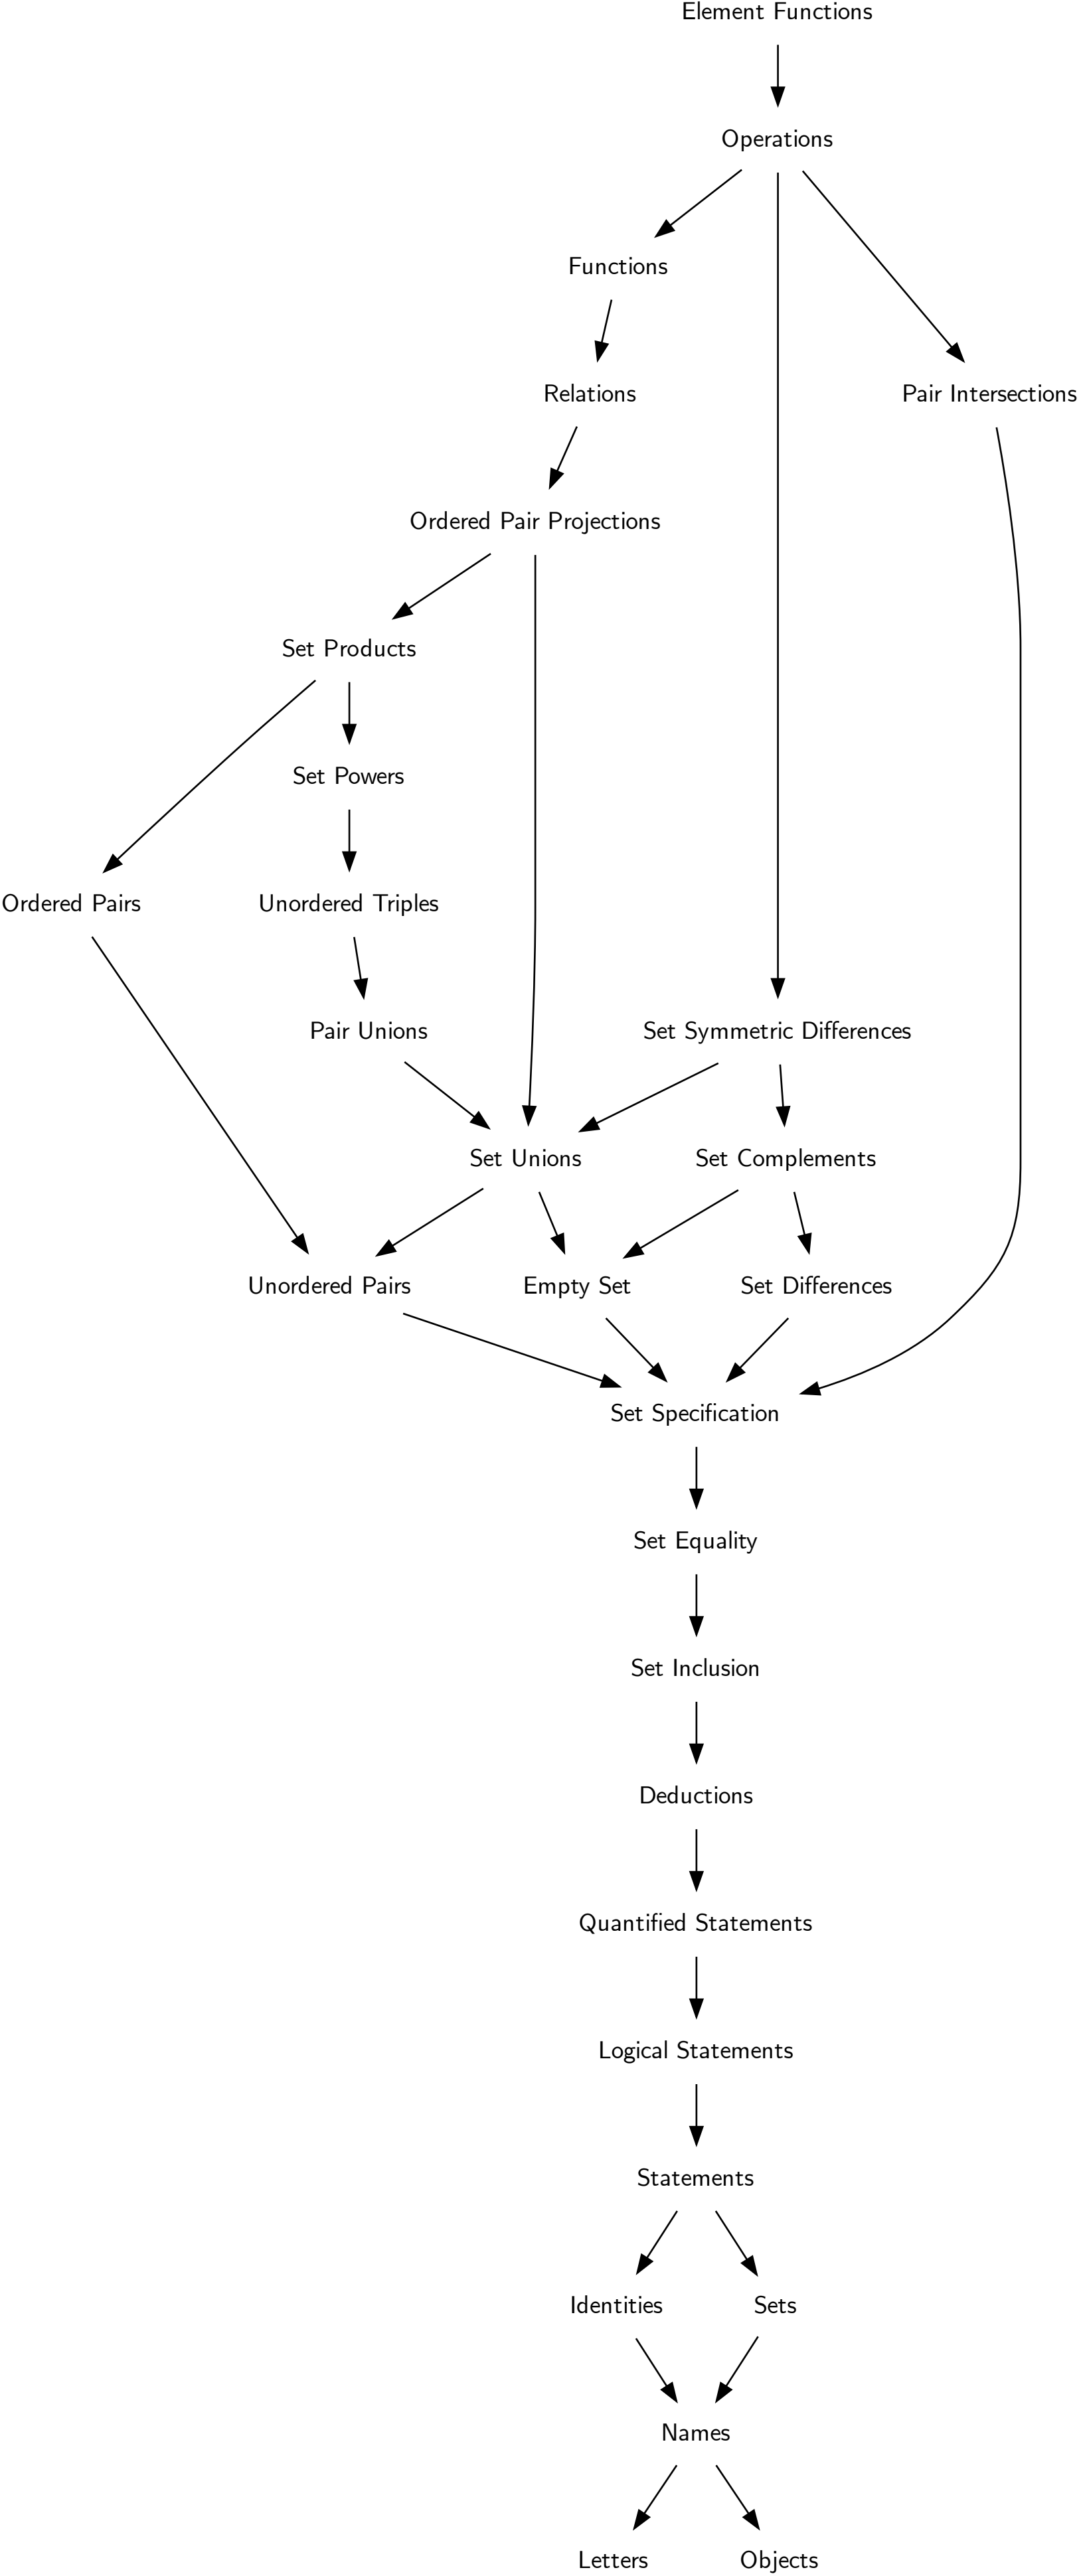 Element Functions
Operations
Functions
Relations
Pair Intersections
Ordered Pair Projections
Set Products
Set Powers
Ordered Pairs
Unordered Triples
Pair Unions
Set Symmetric Differences
Set Unions
Set Complements
Unordered Pairs
Empty Set
Set Differences
Set Specification
Set Equality
Set Inclusion
Deductions
Quantified Statements
Logical Statements
Statements
Identities
Sets
Names
Letters
Objects